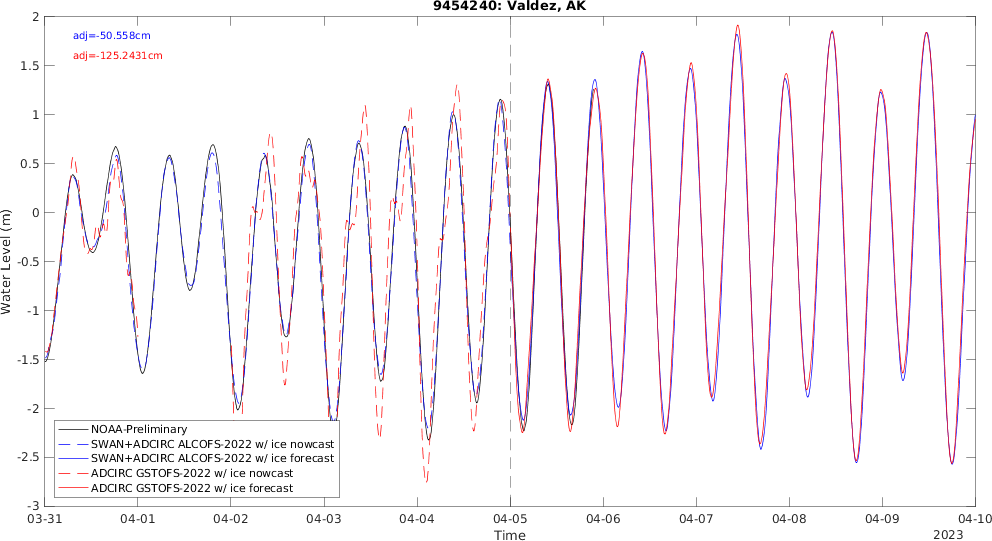 9454240: Valdez, AK
adj=-50.558cm
adj=-125.2431cm
2
1.5
1
0.5
0
-0.5
-1
-1.5
-2
-2.5
-3
Water Level (m)
NOAA-Preliminary
SWAN+ADCIRC ALCOFS-2022 w/ ice nowcast
SWAN+ADCIRC ALCOFS-2022 w/ ice forecast
ADCIRC GSTOFS-2022 w/ ice nowcast
ADCIRC GSTOFS-2022 w/ ice forecast
03-31 04-01 04-02 04-03 04-04 04-05 04-06 04-07 04-08 04-09 04-10
Time
2023